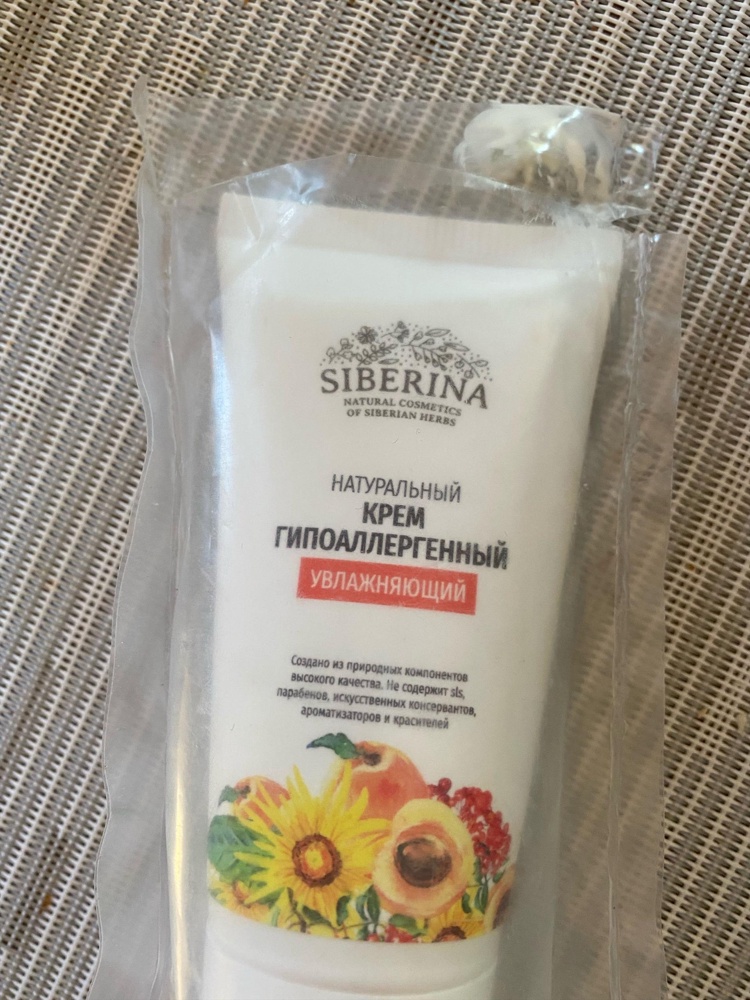 SIBERINA
NATURAL COSMETICS
OF SIBERIAN HERBS
НАТУРАЛЬНЫЙ
КРЕМ
ГИПОАЛЛЕРГЕННЫЙ
УВЛАЖНЯЮЩИЙ
Создано из природных компонентов
высокого качества. Не содержит sls,
парабенов, искусственных консервантов,
ароматизаторов и красителей